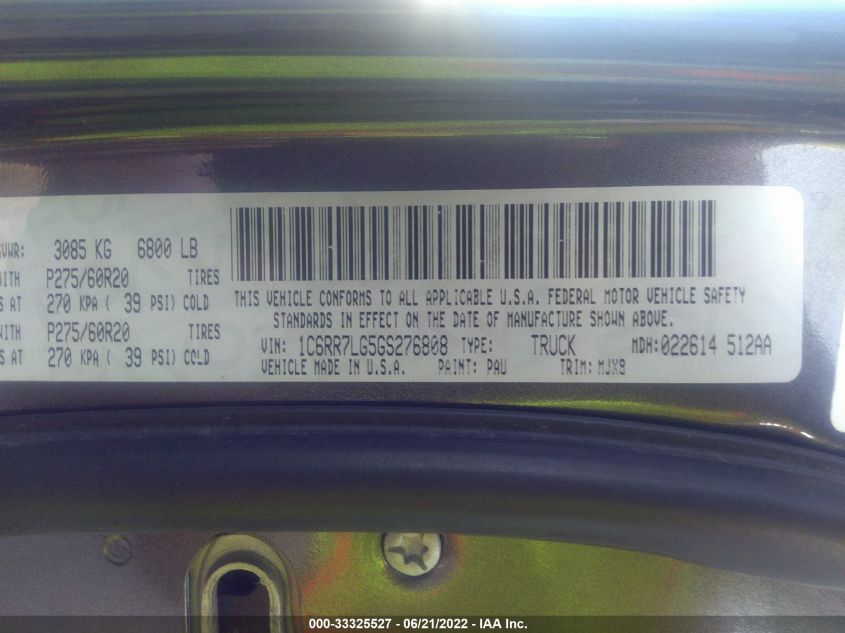 GVWR: 3085 KG 6800 LB
WITH P275/60R20 TIRES
S AT 270 KPA ( 39 PSI) COLD
WITH P275/60R20 TIRES
S AT 270 KPA ( 39 PSI) COLD
THIS VEHICLE CONFORMS TO ALL APPLICABLE U.S.A. FEDERAL MOTOR VEHICLE SAFETY
STANDARDS IN EFFECT ON THE DATE OF MANUFACTURE SHOWN ABOVE.
VIN: 1C6RR7LG5GS276808 TYPE: TRUCK MDH:022614 512AA
VEHICLE MADE IN U.S.A. PAINT: PAU TRIM: MJX9
000-33325527 - 06/21/2022 - IAA Inc.